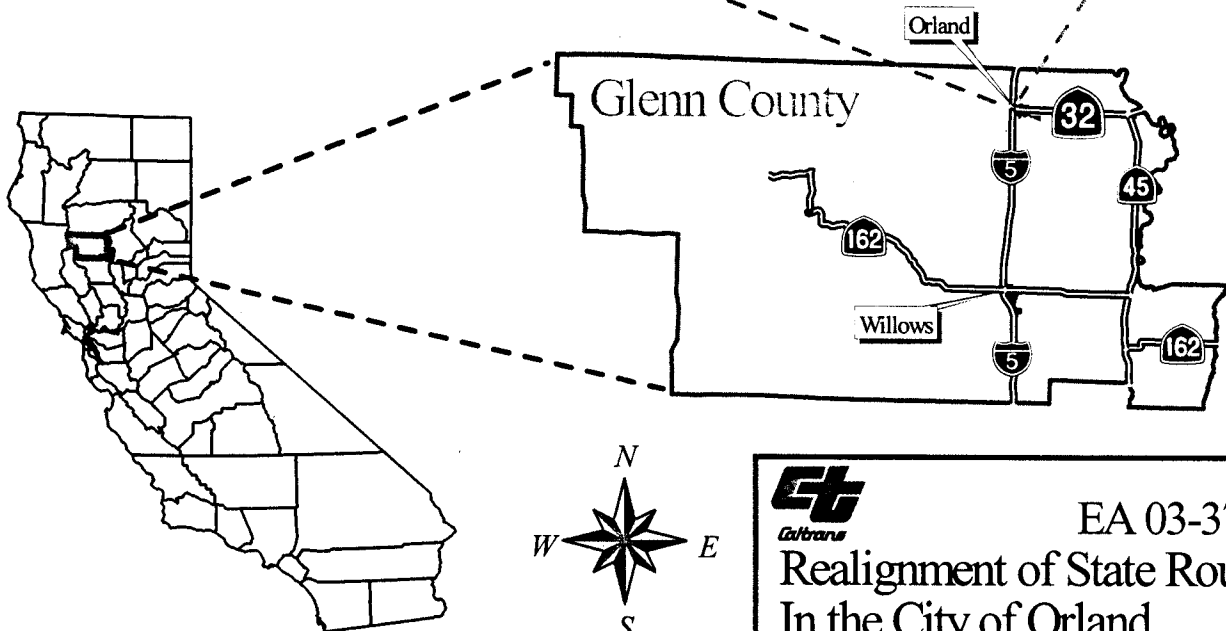 Orland
Glenn County
32
5
45
162
Willows
162
5
N
W
E
S
Caltrans
EA 03-3
Realignment of State Rou
In the City of Orland